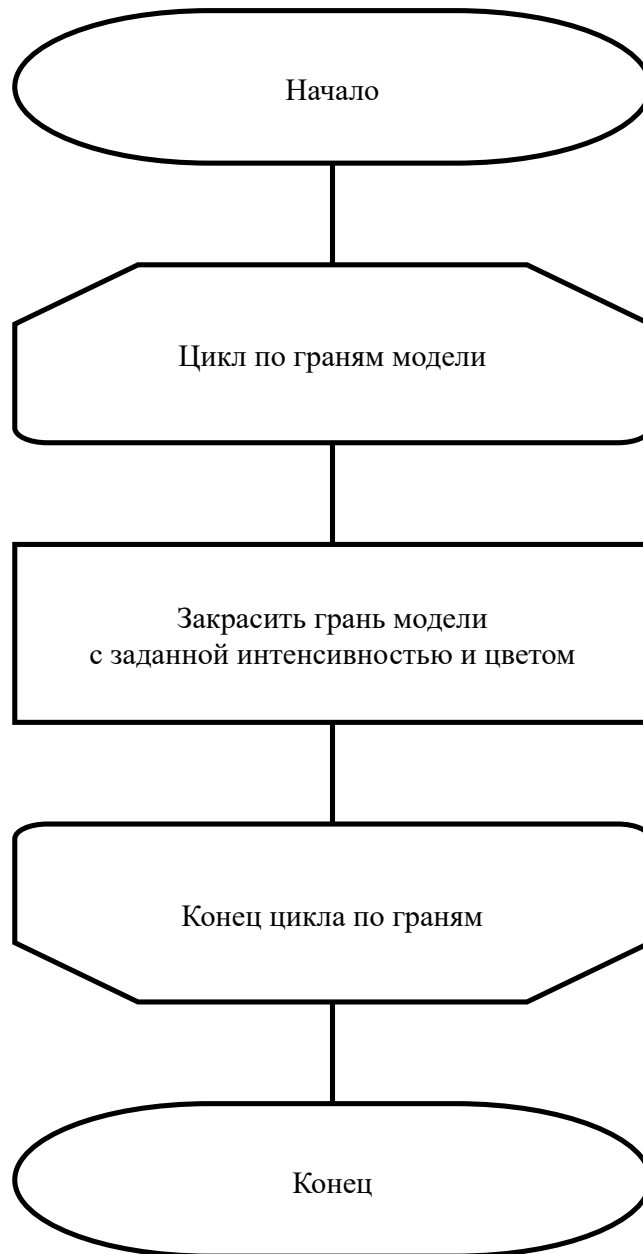 Начало
Цикл по граням модели
Закрасить грань модели
с заданной интенсивностью и цветом
Конец цикла по граням
Конец